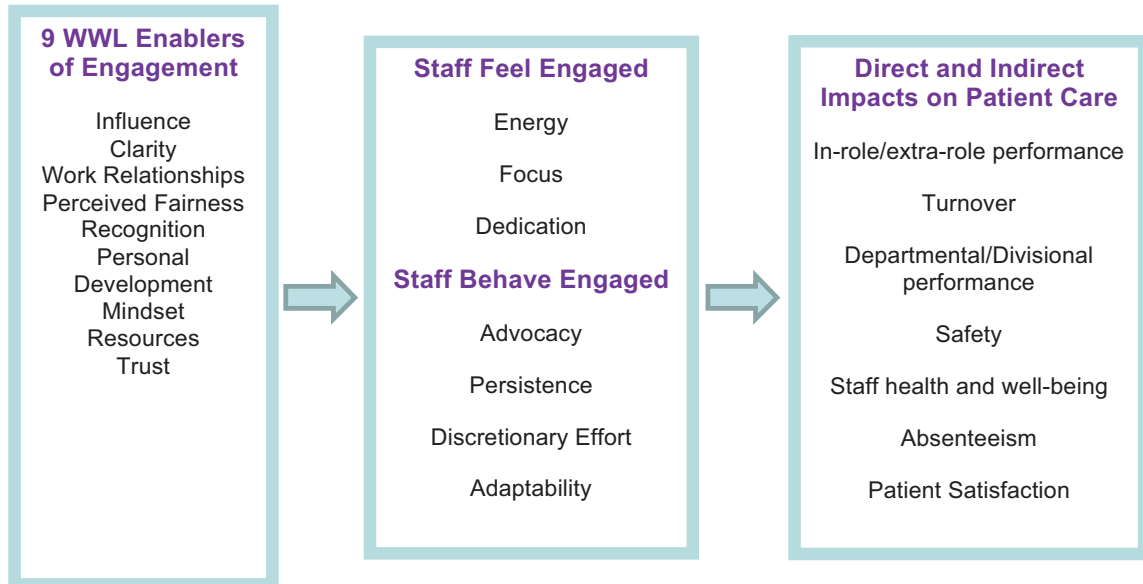 9 WWL Enablers
of Engagement
Influence
Clarity
Work Relationships
Perceived Fairness
Recognition
Personal
Development
Mindset
Resources
Trust
Staff Feel Engaged
Energy
Focus
Dedication
Staff Behave Engaged
Advocacy
Persistence
Discretionary Effort
Adaptability
Direct and Indirect
Impacts on Patient Care
In-role/extra-role performance
Turnover
Departmental/Divisional
performance
Safety
Staff health and well-being
Absenteeism
Patient Satisfaction